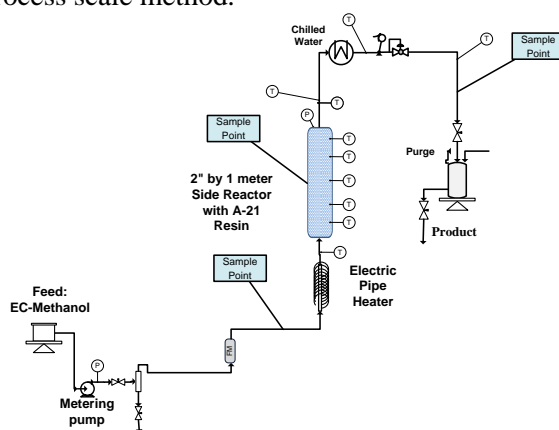 rocess scale method.
Chilled
Water
T
T
T
T
P
Sample
Point
T
T
T
T
T
2" by 1 meter
Side Reactor
with A-21
Resin
Sample
Point
Purge
Product
T
Sample
Point
Electric
Pipe
Heater
Feed:
EC-Methanol
FM
P
Metering
pump